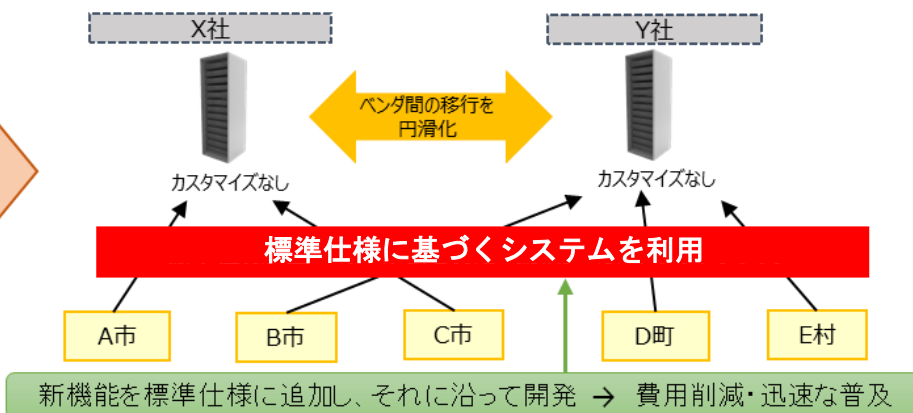 X社
Y社
ベンダ間の移行を
円滑化
カスタマイズなし
カスタマイズなし
標準仕様に基づくシステムを利用
A市
B市
C市
D町
E村
新機能を標準仕様に追加し、それに沿って開発 → 費用削減・迅速な普及